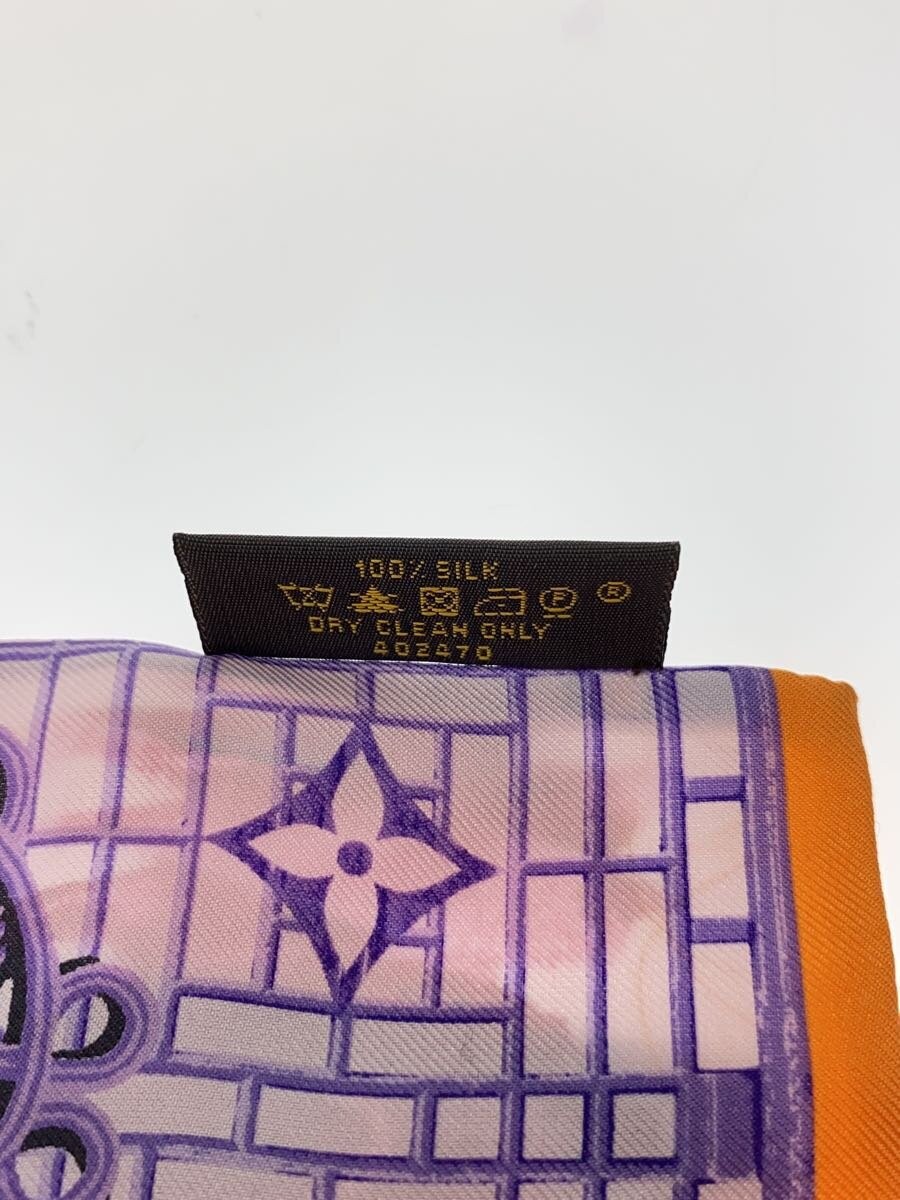 100% SILK
P ®
DRY CLEAN ONLY
402470